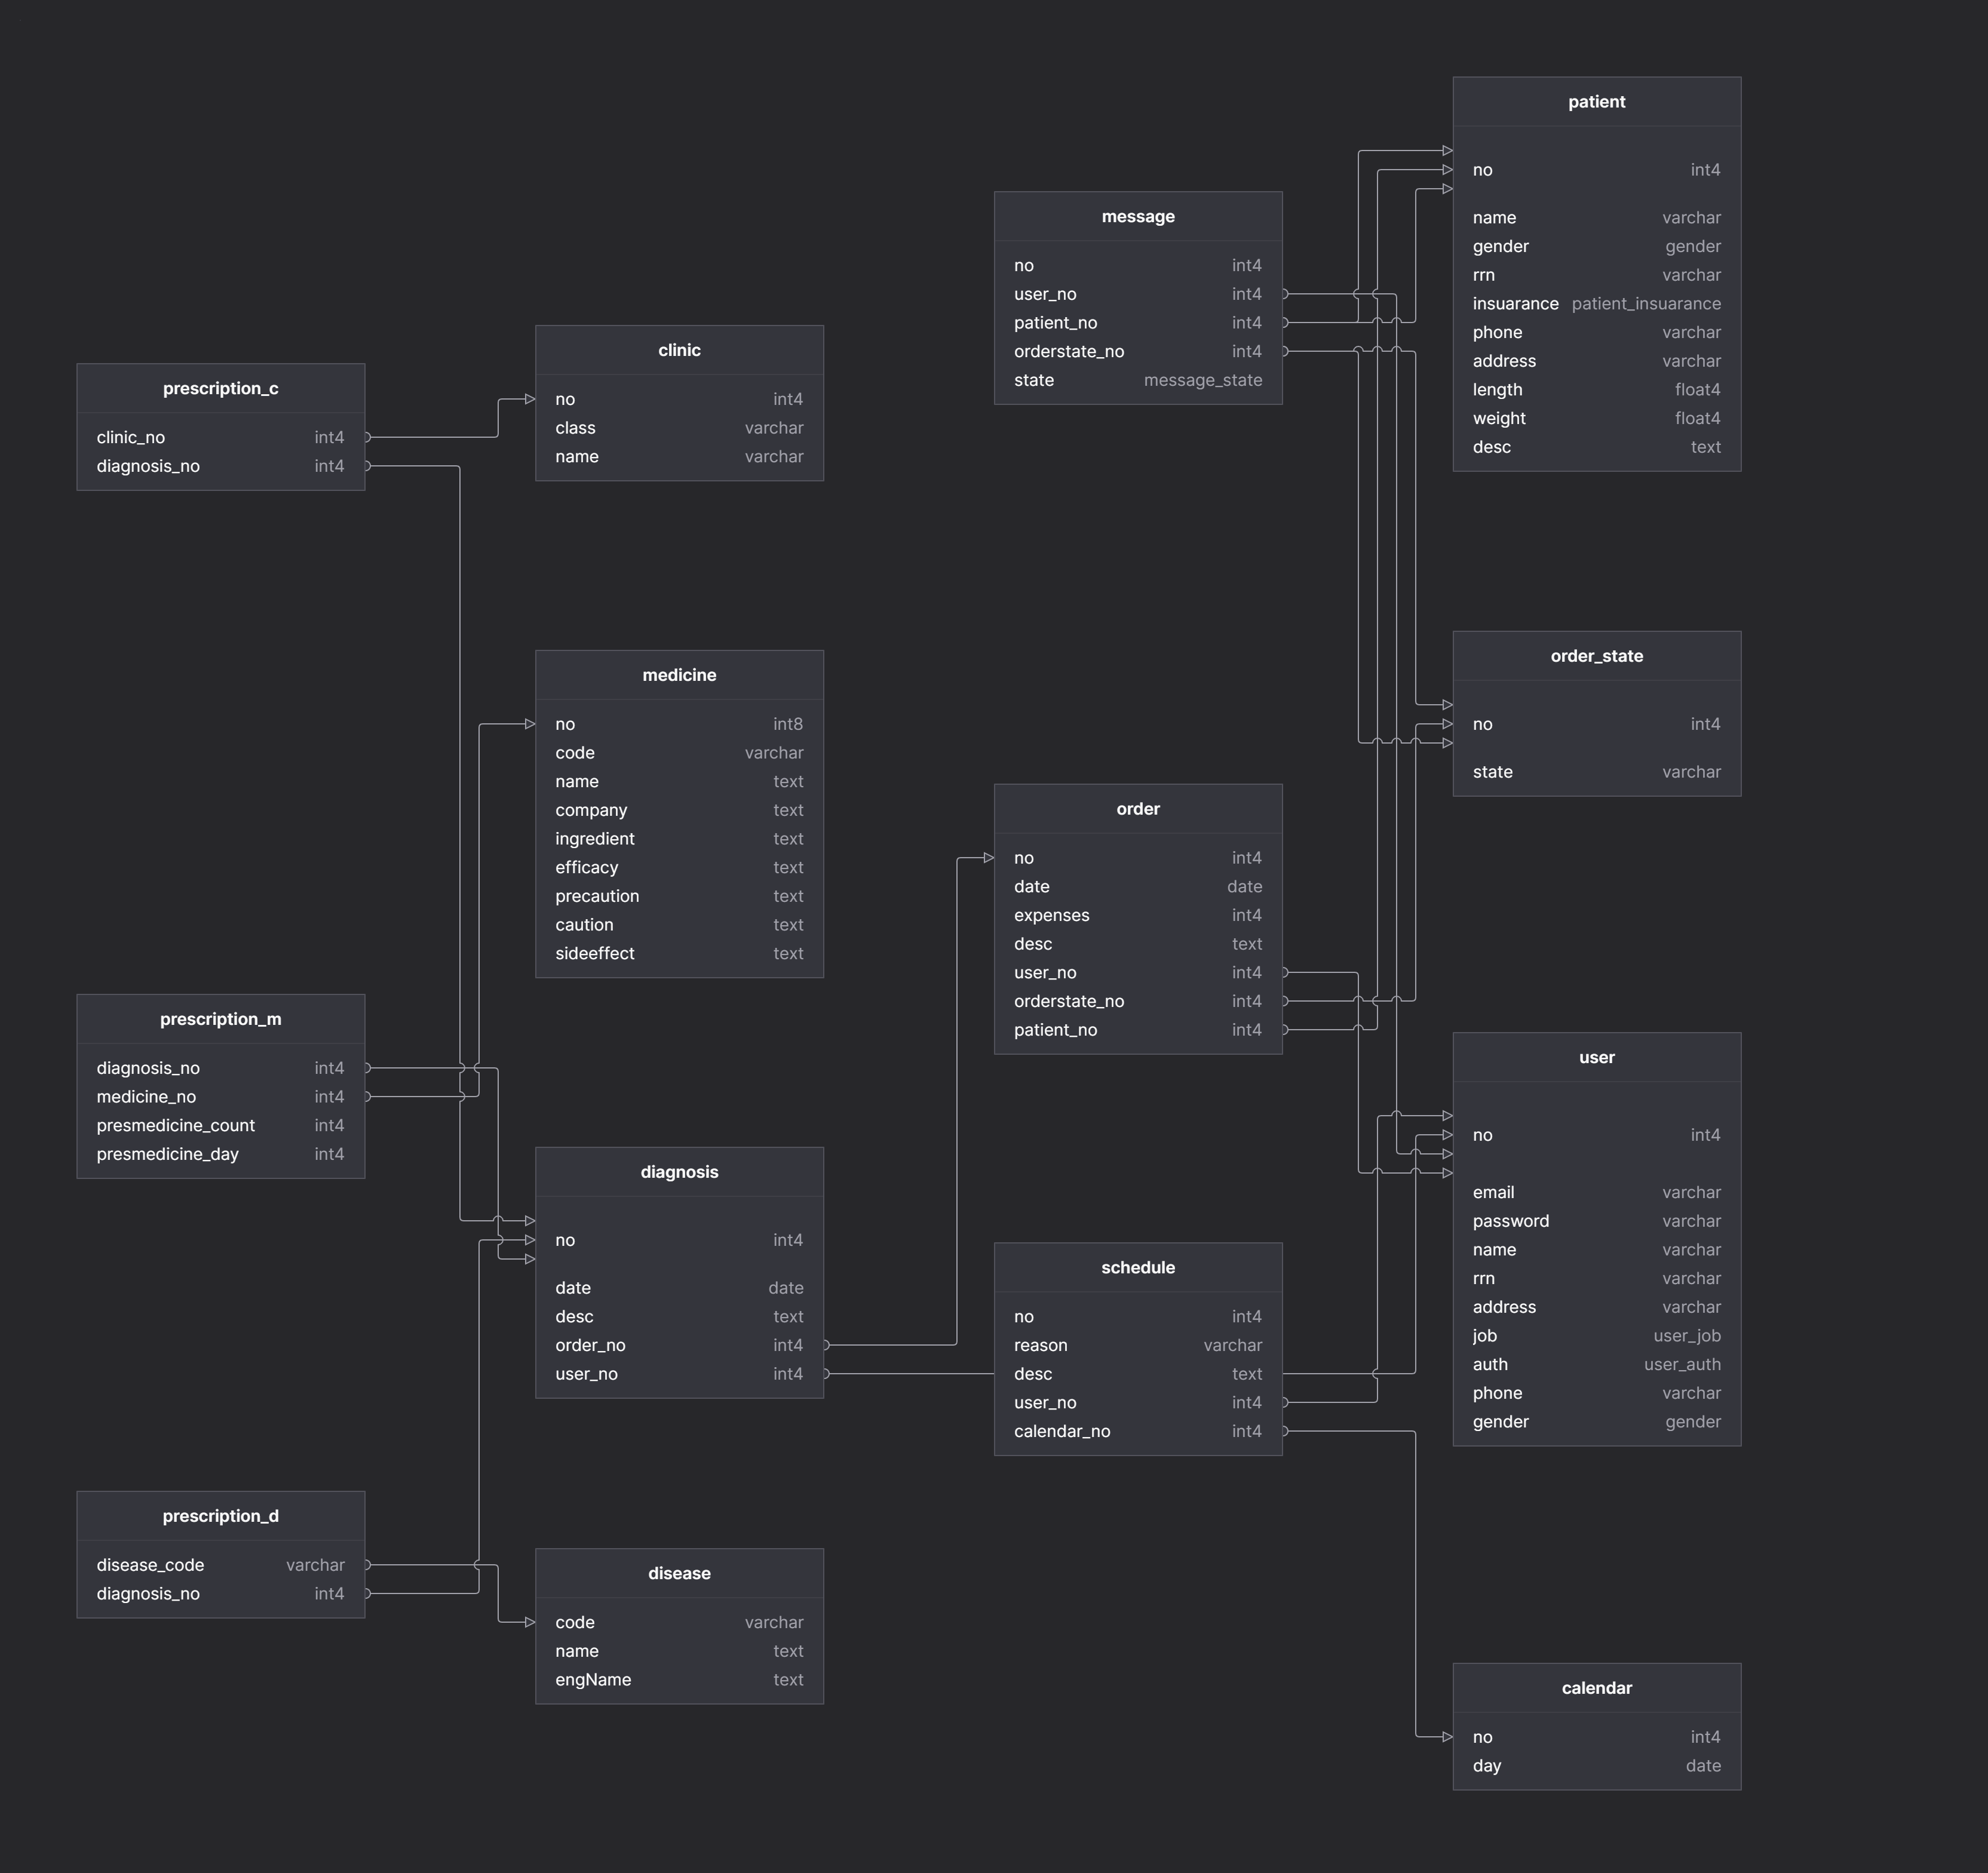 patient
no int4
name varchar
gender gender
rrn varchar
insuarance patient_insuarance
phone varchar
address varchar
length float4
weight float4
desc text
message
no int4
user_no int4
patient_no int4
orderstate_no int4
state message_state
clinic
no int4
class varchar
name varchar
prescription_c
clinic_no int4
diagnosis_no int4
order_state
no int4
state varchar
medicine
no int8
code varchar
name text
company text
ingredient text
efficacy text
precaution text
caution text
sideeffect text
order
no int4
date date
expenses int4
desc text
user_no int4
orderstate_no int4
patient_no int4
prescription_m
diagnosis_no int4
medicine_no int4
presmedicine_count int4
presmedicine_day int4
user
no int4
email varchar
password varchar
name varchar
rrn varchar
address varchar
job user_job
auth user_auth
phone varchar
gender gender
diagnosis
no int4
date date
desc text
order_no int4
user_no int4
schedule
no int4
reason varchar
desc text
user_no int4
calendar_no int4
prescription_d
disease_code varchar
diagnosis_no int4
disease
code varchar
name text
engName text
calendar
no int4
day date